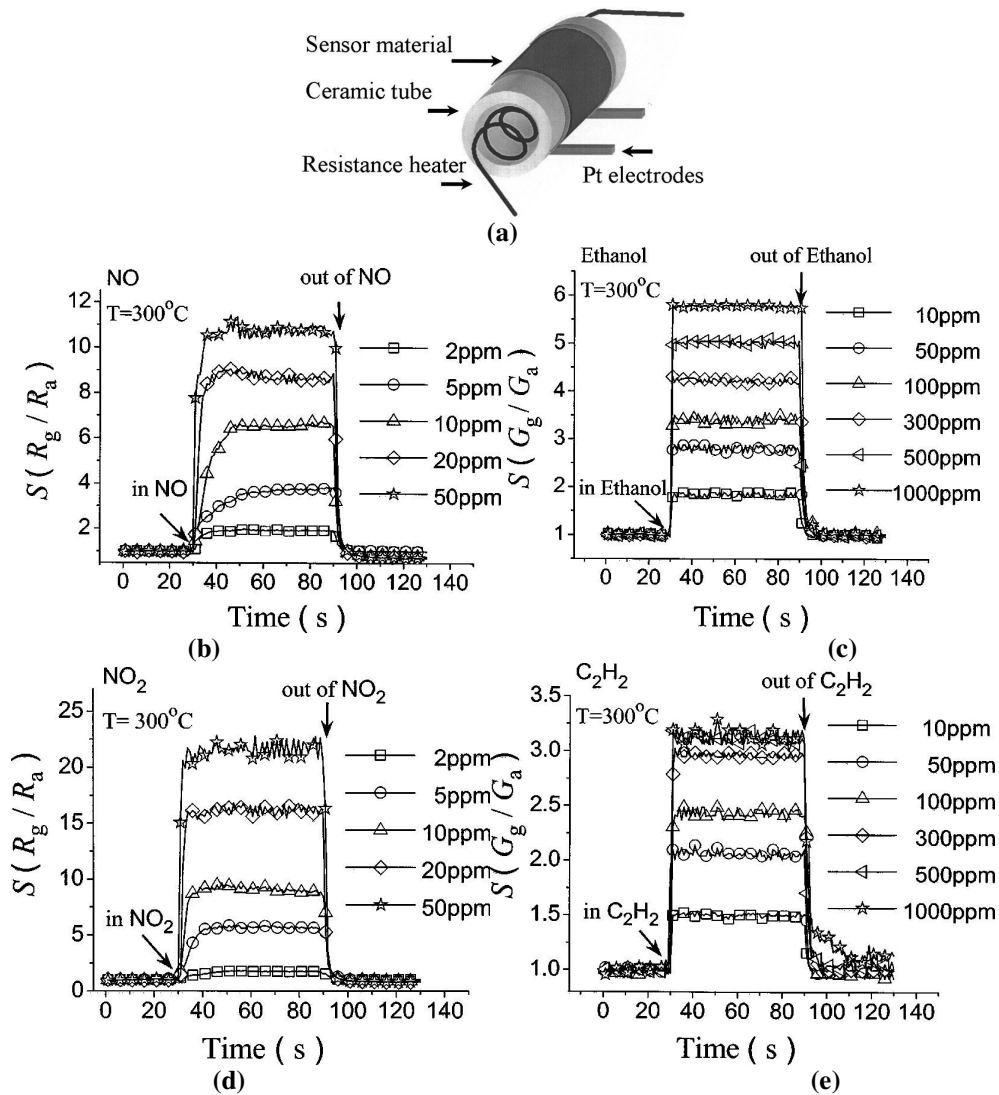 Sensor material
Ceramic tube
Resistance heater
Pt electrodes
(a)
NO
T=300°C
out of NO
in NO
S ( R_g / R_a )
12
10
8
6
4
2
2ppm
5ppm
10ppm
20ppm
50ppm
0 20 40 60 80 100 120 140
Time ( s )
(b)
Ethanol
T=300°C
out of Ethanol
in Ethanol
S ( G_g / G_a )
6
5
4
3
2
1
10ppm
50ppm
100ppm
300ppm
500ppm
1000ppm
0 20 40 60 80 100 120 140
Time ( s )
(c)
NO₂
T= 300°C
out of NO₂
in NO₂
S ( R_g / R_a )
25
20
15
10
5
0
2ppm
5ppm
10ppm
20ppm
50ppm
0 20 40 60 80 100 120 140
Time ( s )
(d)
C₂H₂
T=300°C
out of C₂H₂
in C₂H₂
S ( G_g / G_a )
3.5
3.0
2.5
2.0
1.5
1.0
10ppm
50ppm
100ppm
300ppm
500ppm
1000ppm
0 20 40 60 80 100 120 140
Time ( s )
(e)